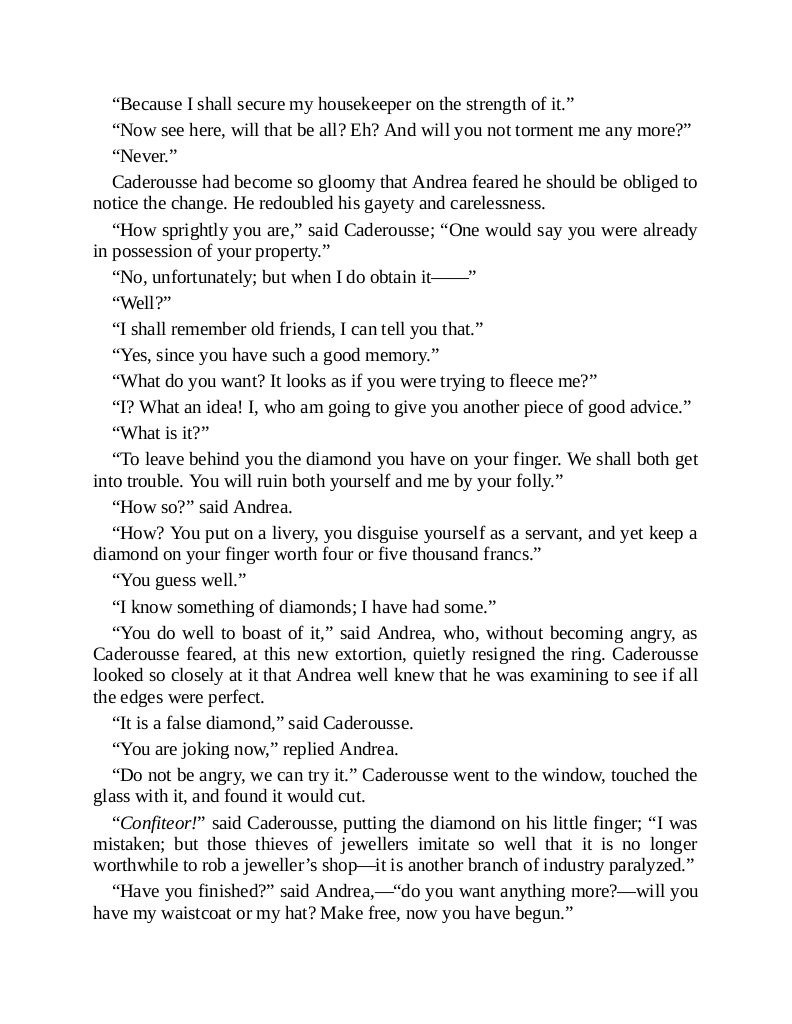 “Because I shall secure my housekeeper on the strength of it.”
“Now see here, will that be all? Eh? And will you not torment me any more?”
“Never.”
Caderousse had become so gloomy that Andrea feared he should be obliged to
notice the change. He redoubled his gayety and carelessness.
“How sprightly you are,” said Caderousse; “One would say you were already
in possession of your property.”
“No, unfortunately; but when I do obtain it——”
“Well?”
“I shall remember old friends, I can tell you that.”
“Yes, since you have such a good memory.”
“What do you want? It looks as if you were trying to fleece me?”
“I? What an idea! I, who am going to give you another piece of good advice.”
“What is it?”
“To leave behind you the diamond you have on your finger. We shall both get
into trouble. You will ruin both yourself and me by your folly.”
“How so?” said Andrea.
“How? You put on a livery, you disguise yourself as a servant, and yet keep a
diamond on your finger worth four or five thousand francs.”
“You guess well.”
“I know something of diamonds; I have had some.”
“You do well to boast of it,” said Andrea, who, without becoming angry, as
Caderousse feared, at this new extortion, quietly resigned the ring. Caderousse
looked so closely at it that Andrea well knew that he was examining to see if all
the edges were perfect.
“It is a false diamond,” said Caderousse.
“You are joking now,” replied Andrea.
“Do not be angry, we can try it.” Caderousse went to the window, touched the
glass with it, and found it would cut.
“Confiteor!” said Caderousse, putting the diamond on his little finger; “I was
mistaken; but those thieves of jewellers imitate so well that it is no longer
worthwhile to rob a jeweller’s shop—it is another branch of industry paralyzed.”
“Have you finished?” said Andrea,—“do you want anything more?—will you
have my waistcoat or my hat? Make free, now you have begun.”